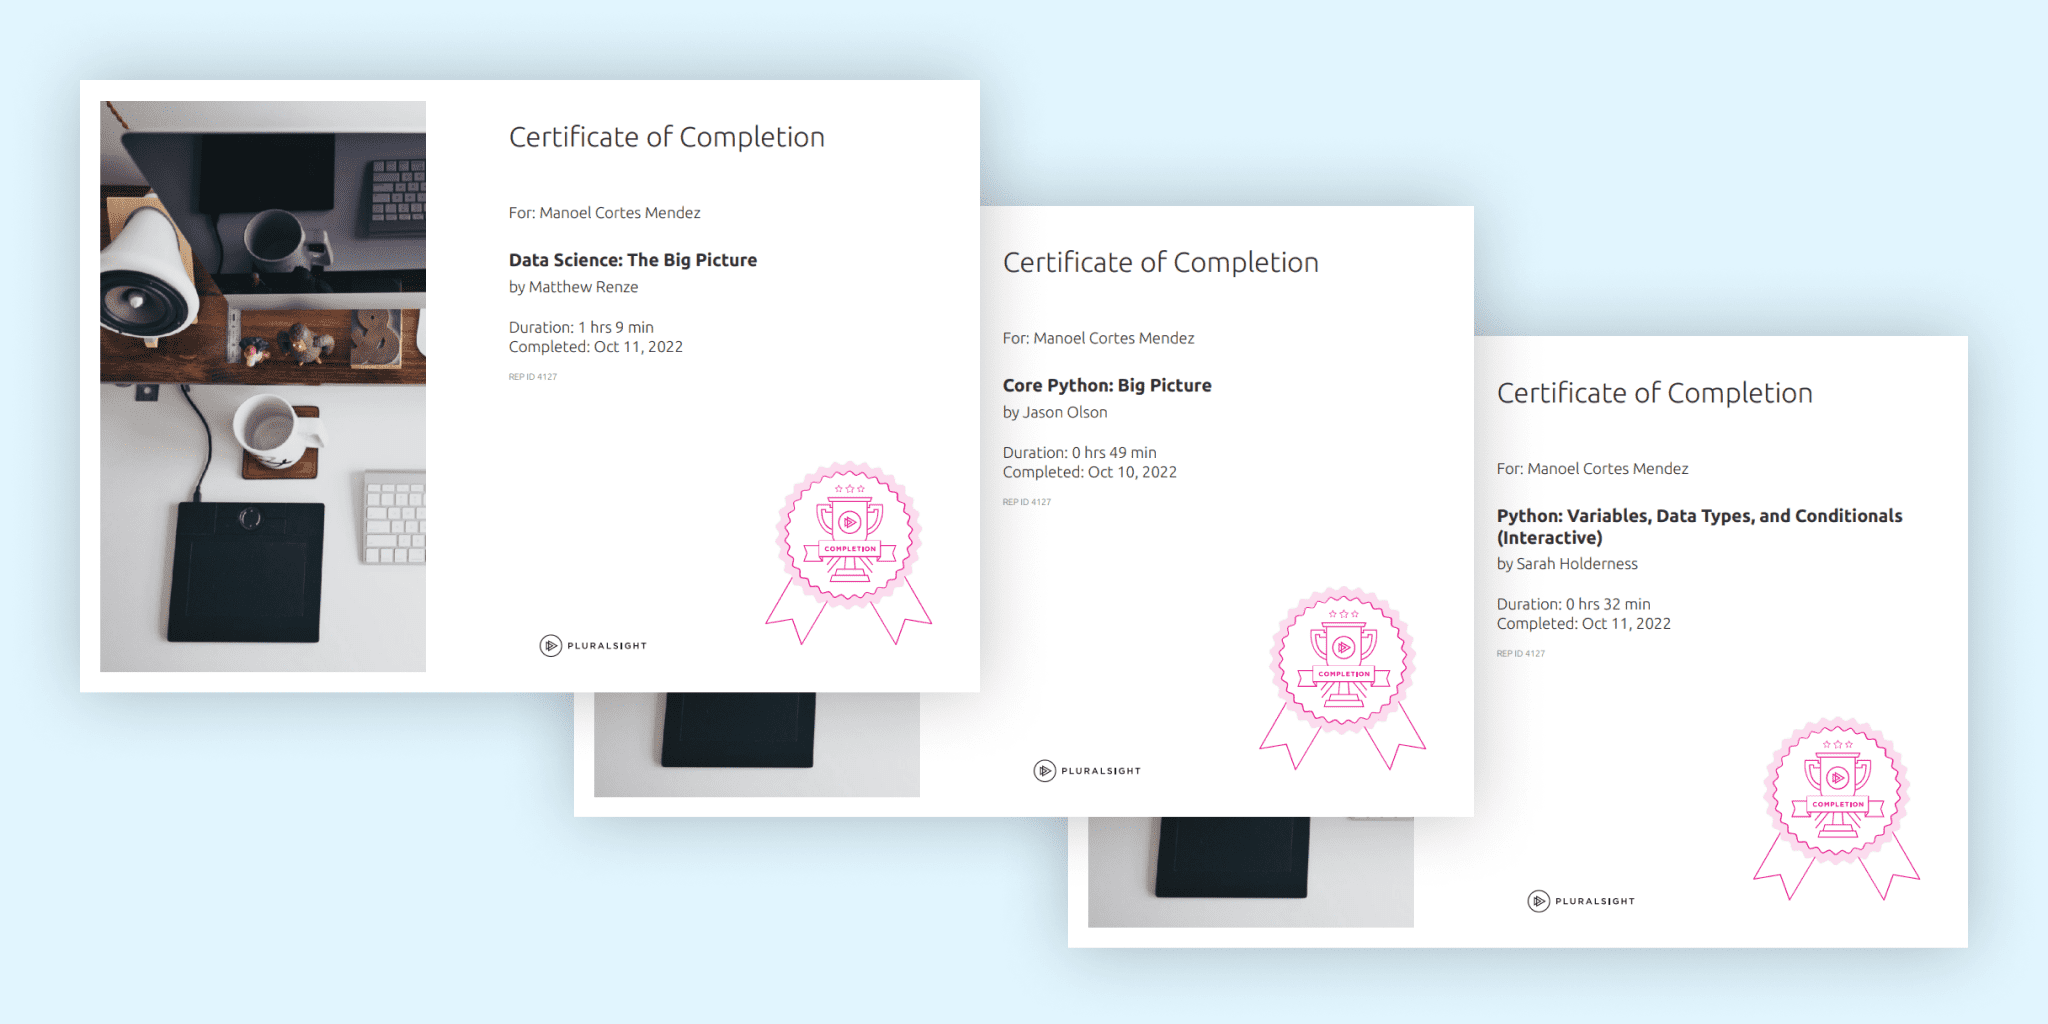 Certificate of Completion
For: Manoel Cortes Mendez
Data Science: The Big Picture
by Matthew Renze
Duration: 1 hrs 9 min
Completed: Oct 11, 2022
REP ID 4127
COMPLETION
PLURALSIGHT
Certificate of Completion
For: Manoel Cortes Mendez
Core Python: Big Picture
by Jason Olson
Duration: 0 hrs 49 min
Completed: Oct 10, 2022
REP ID 4127
COMPLETION
PLURALSIGHT
Certificate of Completion
For: Manoel Cortes Mendez
Python: Variables, Data Types, and Conditionals
(Interactive)
by Sarah Holderness
Duration: 0 hrs 32 min
Completed: Oct 11, 2022
REP ID 4127
COMPLETION
PLURALSIGHT